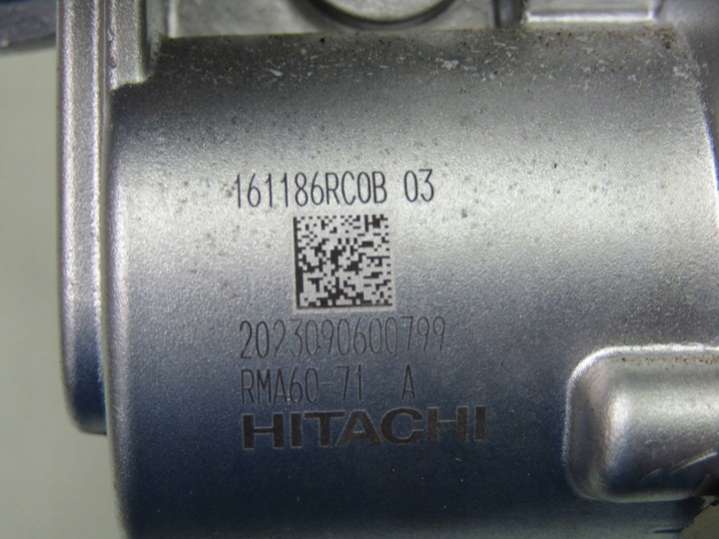 161186RC0B 03
2023090600799
RMA60-71 A
HITACHI